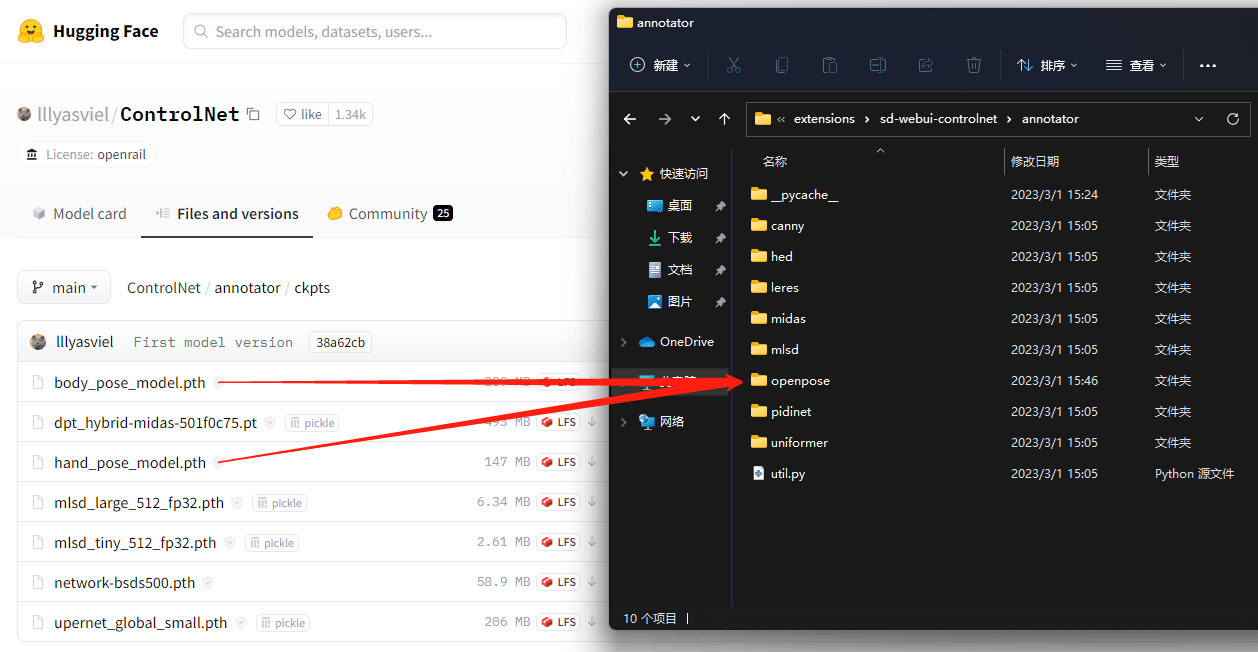 Hugging Face
Search models, datasets, users...
lllyasviel/ControlNet
like 1.34k
License: openrail
Model card
Files and versions
Community 25
main
ControlNet / annotator / ckpts
lllyasviel First model version 38a62cb
body_pose_model.pth LFS
dpt_hybrid-midas-501f0c75.pt pickle 493 MB LFS
hand_pose_model.pth 147 MB LFS
mlsd_large_512_fp32.pth pickle 6.34 MB LFS
mlsd_tiny_512_fp32.pth pickle 2.61 MB LFS
network-bsds500.pth 58.9 MB LFS
upernet_global_small.pth pickle 206 MB LFS
annotator
新建 排序 查看 ...
« extensions › sd-webui-controlnet › annotator
快速访问
桌面
下载
文档
图片
OneDrive
网络
名称 修改日期 类型
__pycache__ 2023/3/1 15:24 文件夹
canny 2023/3/1 15:05 文件夹
hed 2023/3/1 15:05 文件夹
leres 2023/3/1 15:05 文件夹
midas 2023/3/1 15:05 文件夹
mlsd 2023/3/1 15:05 文件夹
openpose 2023/3/1 15:46 文件夹
pidinet 2023/3/1 15:05 文件夹
uniformer 2023/3/1 15:05 文件夹
util.py 2023/3/1 15:05 Python 源文件
10 个项目